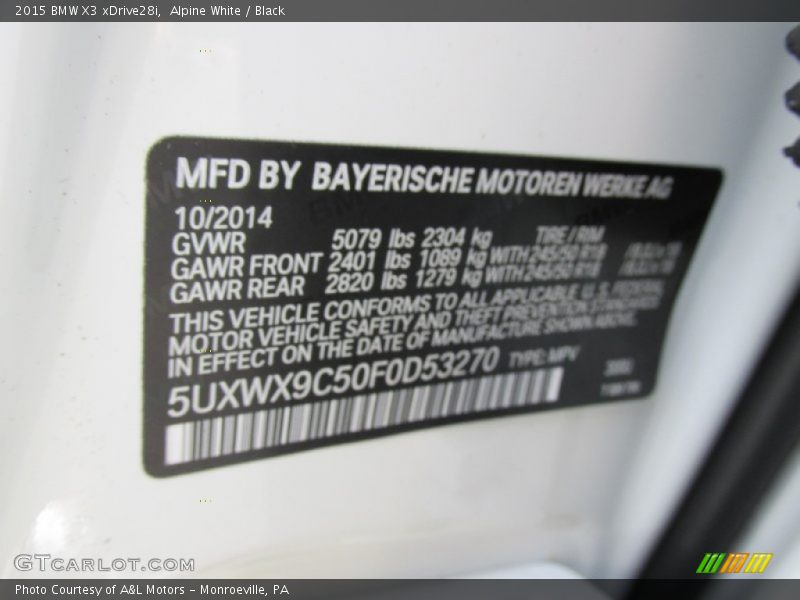 2015 BMW X3 xDrive28i, Alpine White / Black
MFD BY BAYERISCHE MOTOREN WERKE AG
10/2014
GVWR 5079 lbs 2304 kg TIRE / RIM
GAWR FRONT 2401 lbs 1089 kg WITH 245/50 R18
GAWR REAR 2820 lbs 1279 kg WITH 245/50 R18
THIS VEHICLE CONFORMS TO ALL APPLICABLE U.S. FEDERAL
MOTOR VEHICLE SAFETY AND THEFT PREVENTION STANDARDS
IN EFFECT ON THE DATE OF MANUFACTURE SHOWN ABOVE.
5UXWX9C50F0D53270 TYPE: MPV
GTCARLOT.COM
Photo Courtesy of A&L Motors – Monroeville, PA